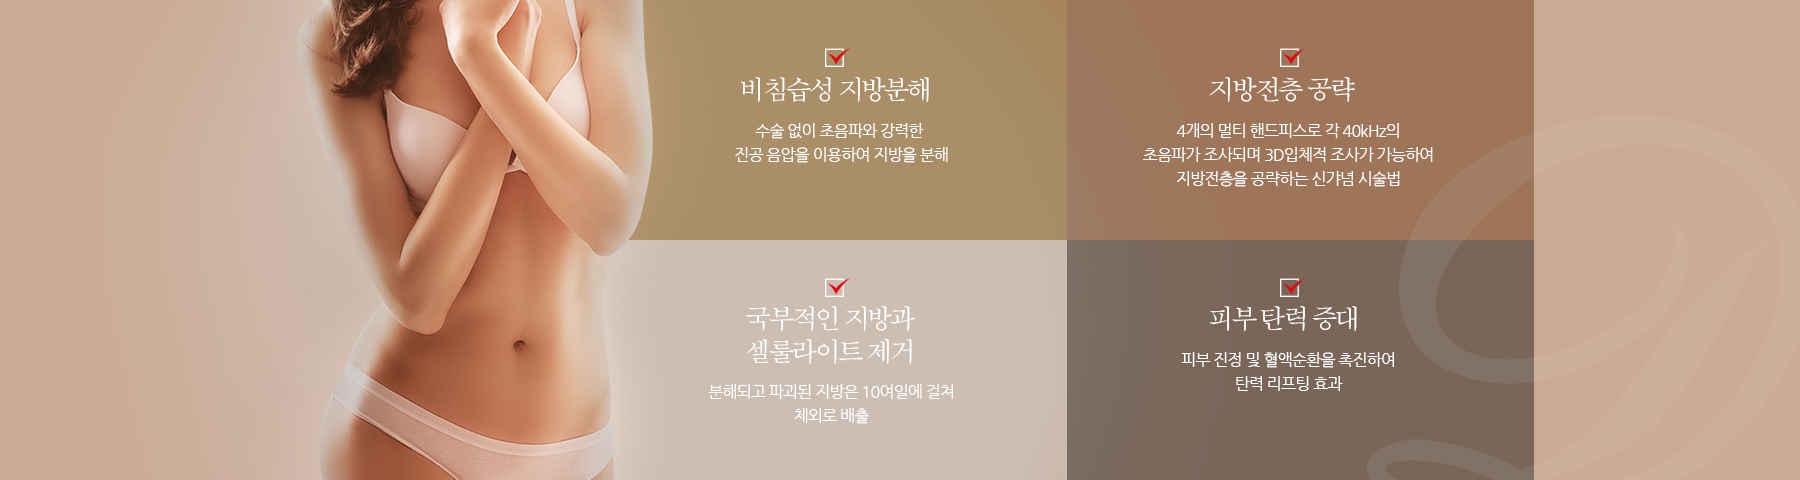 비침습성 지방분해
수술 없이 초음파와 강력한
진공 음압을 이용하여 지방을 분해
지방전층 공략
4개의 멀티 핸드피스로 각 40kHz의
초음파가 조사되며 3D입체적 조사가 가능하여
지방전층을 공략하는 신갸념 시술법
국부적인 지방과
셀룰라이트 제거
분해되고 파괴된 지방은 10여일에 걸쳐
체외로 배출
피부 탄력 증대
피부 진정 및 혈액순환을 촉진하여
탄력 리프팅 효과